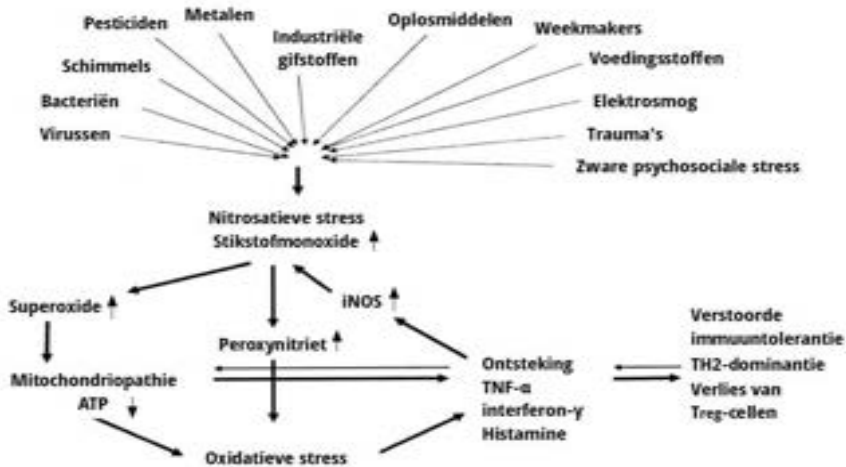 Metalen
Pesticiden
Oplosmiddelen
Weekmakers
Industriële
gifstoffen
Voedingsstoffen
Schimmels
Bacteriën
Elektrosmog
Virussen
Trauma's
Zware psychosociale stress
Nitrosatieve stress
Stikstofmonoxide
Superoxide
iNOS
Peroxynitriet
Mitochondriopathie
ATP
Oxidatieve stress
Ontsteking
TNF-α
interferon-γ
Histamine
Verstoorde
immuuntolerantie
TH2-dominantie
Verlies van
Treg-cellen